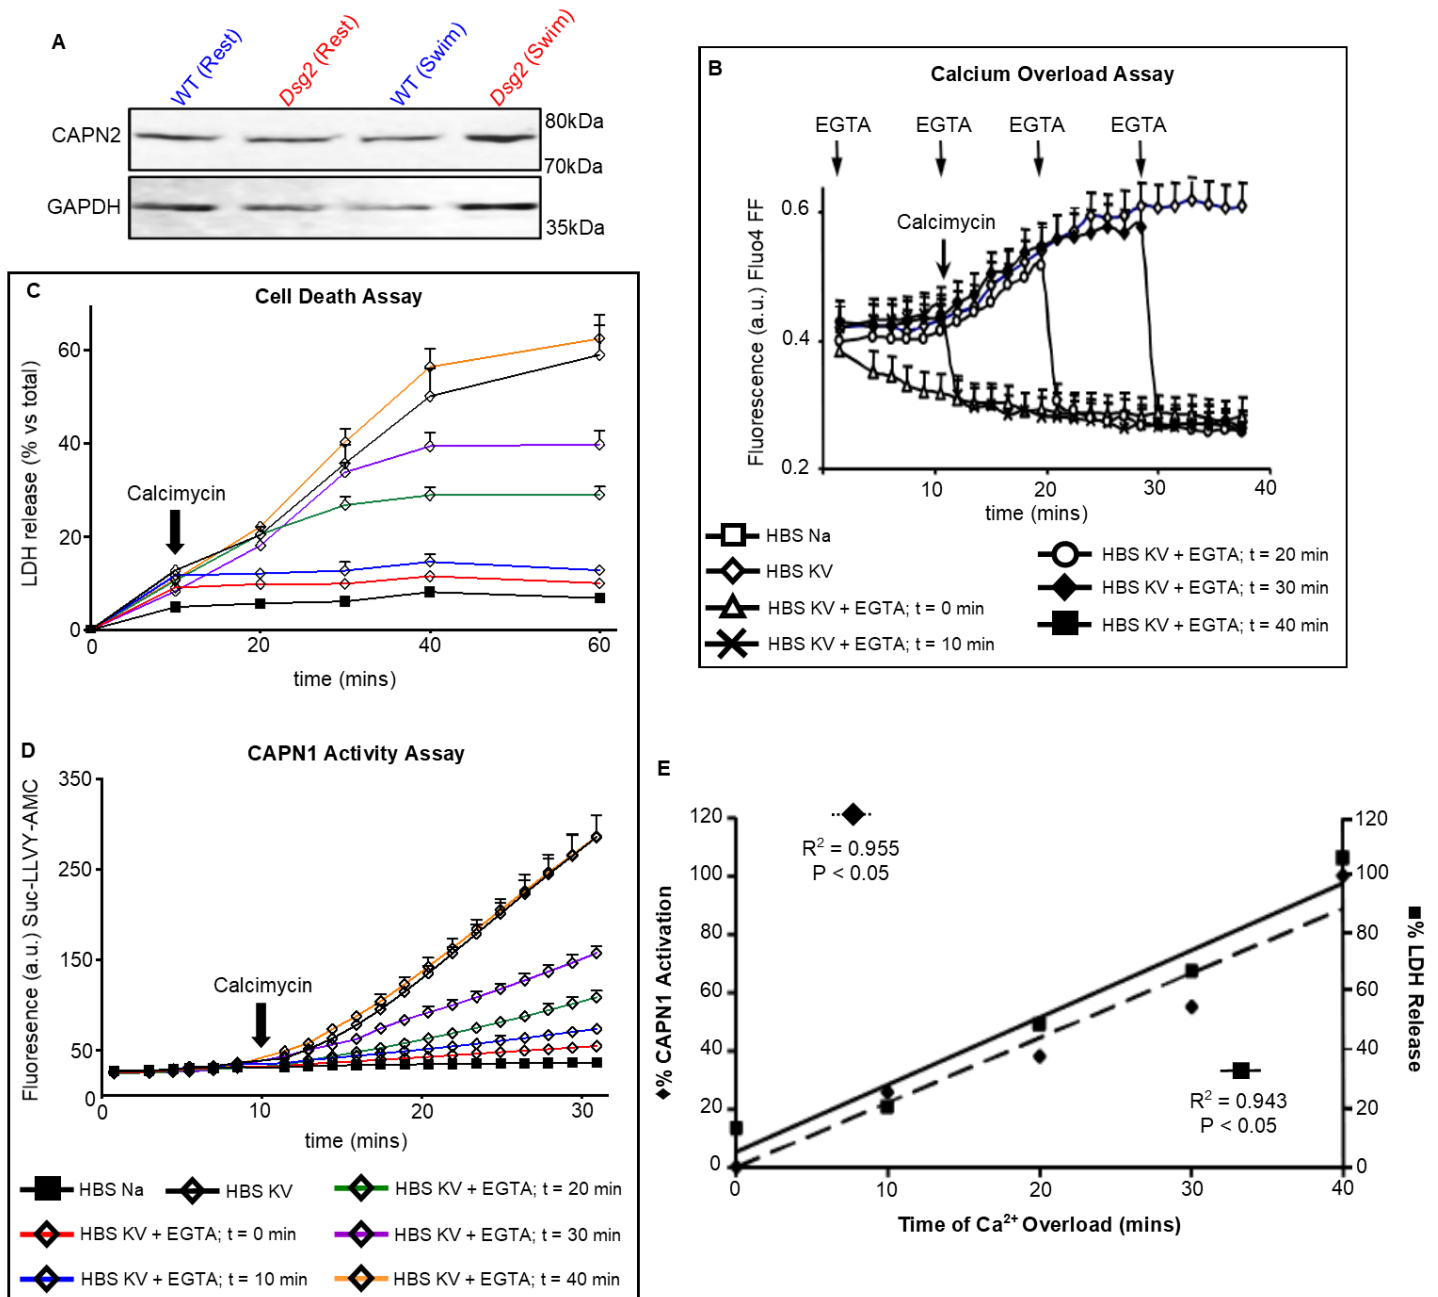 A
WT (Rest)
Dsg2 (Rest)
WT (Swim)
Dsg2 (Swim)
CAPN2
80kDa
70kDa
GAPDH
35kDa
B
Calcium Overload Assay
EGTA EGTA EGTA EGTA
Calcimycin
Fluorescence (a.u.) Fluo4 FF
0.6
0.4
0.2
10 20 30 40
time (mins)
HBS Na
HBS KV
HBS KV + EGTA; t = 0 min
HBS KV + EGTA; t = 10 min
HBS KV + EGTA; t = 20 min
HBS KV + EGTA; t = 30 min
HBS KV + EGTA; t = 40 min
C
Cell Death Assay
LDH release (% vs total)
60
40
20
0
Calcimycin
0 20 40 60
time (mins)
D
CAPN1 Activity Assay
Fluoresence (a.u.) Suc-LLVY-AMC
350
250
150
50
0
Calcimycin
0 10 20 30
time (mins)
HBS Na
HBS KV
HBS KV + EGTA; t = 20 min
HBS KV + EGTA; t = 0 min
HBS KV + EGTA; t = 30 min
HBS KV + EGTA; t = 10 min
HBS KV + EGTA; t = 40 min
E
% CAPN1 Activation
120
100
80
60
40
20
0
R² = 0.955
P < 0.05
R² = 0.943
P < 0.05
120
100
80
60
40
20
0
% LDH Release
0 10 20 30 40
Time of Ca²⁺ Overload (mins)